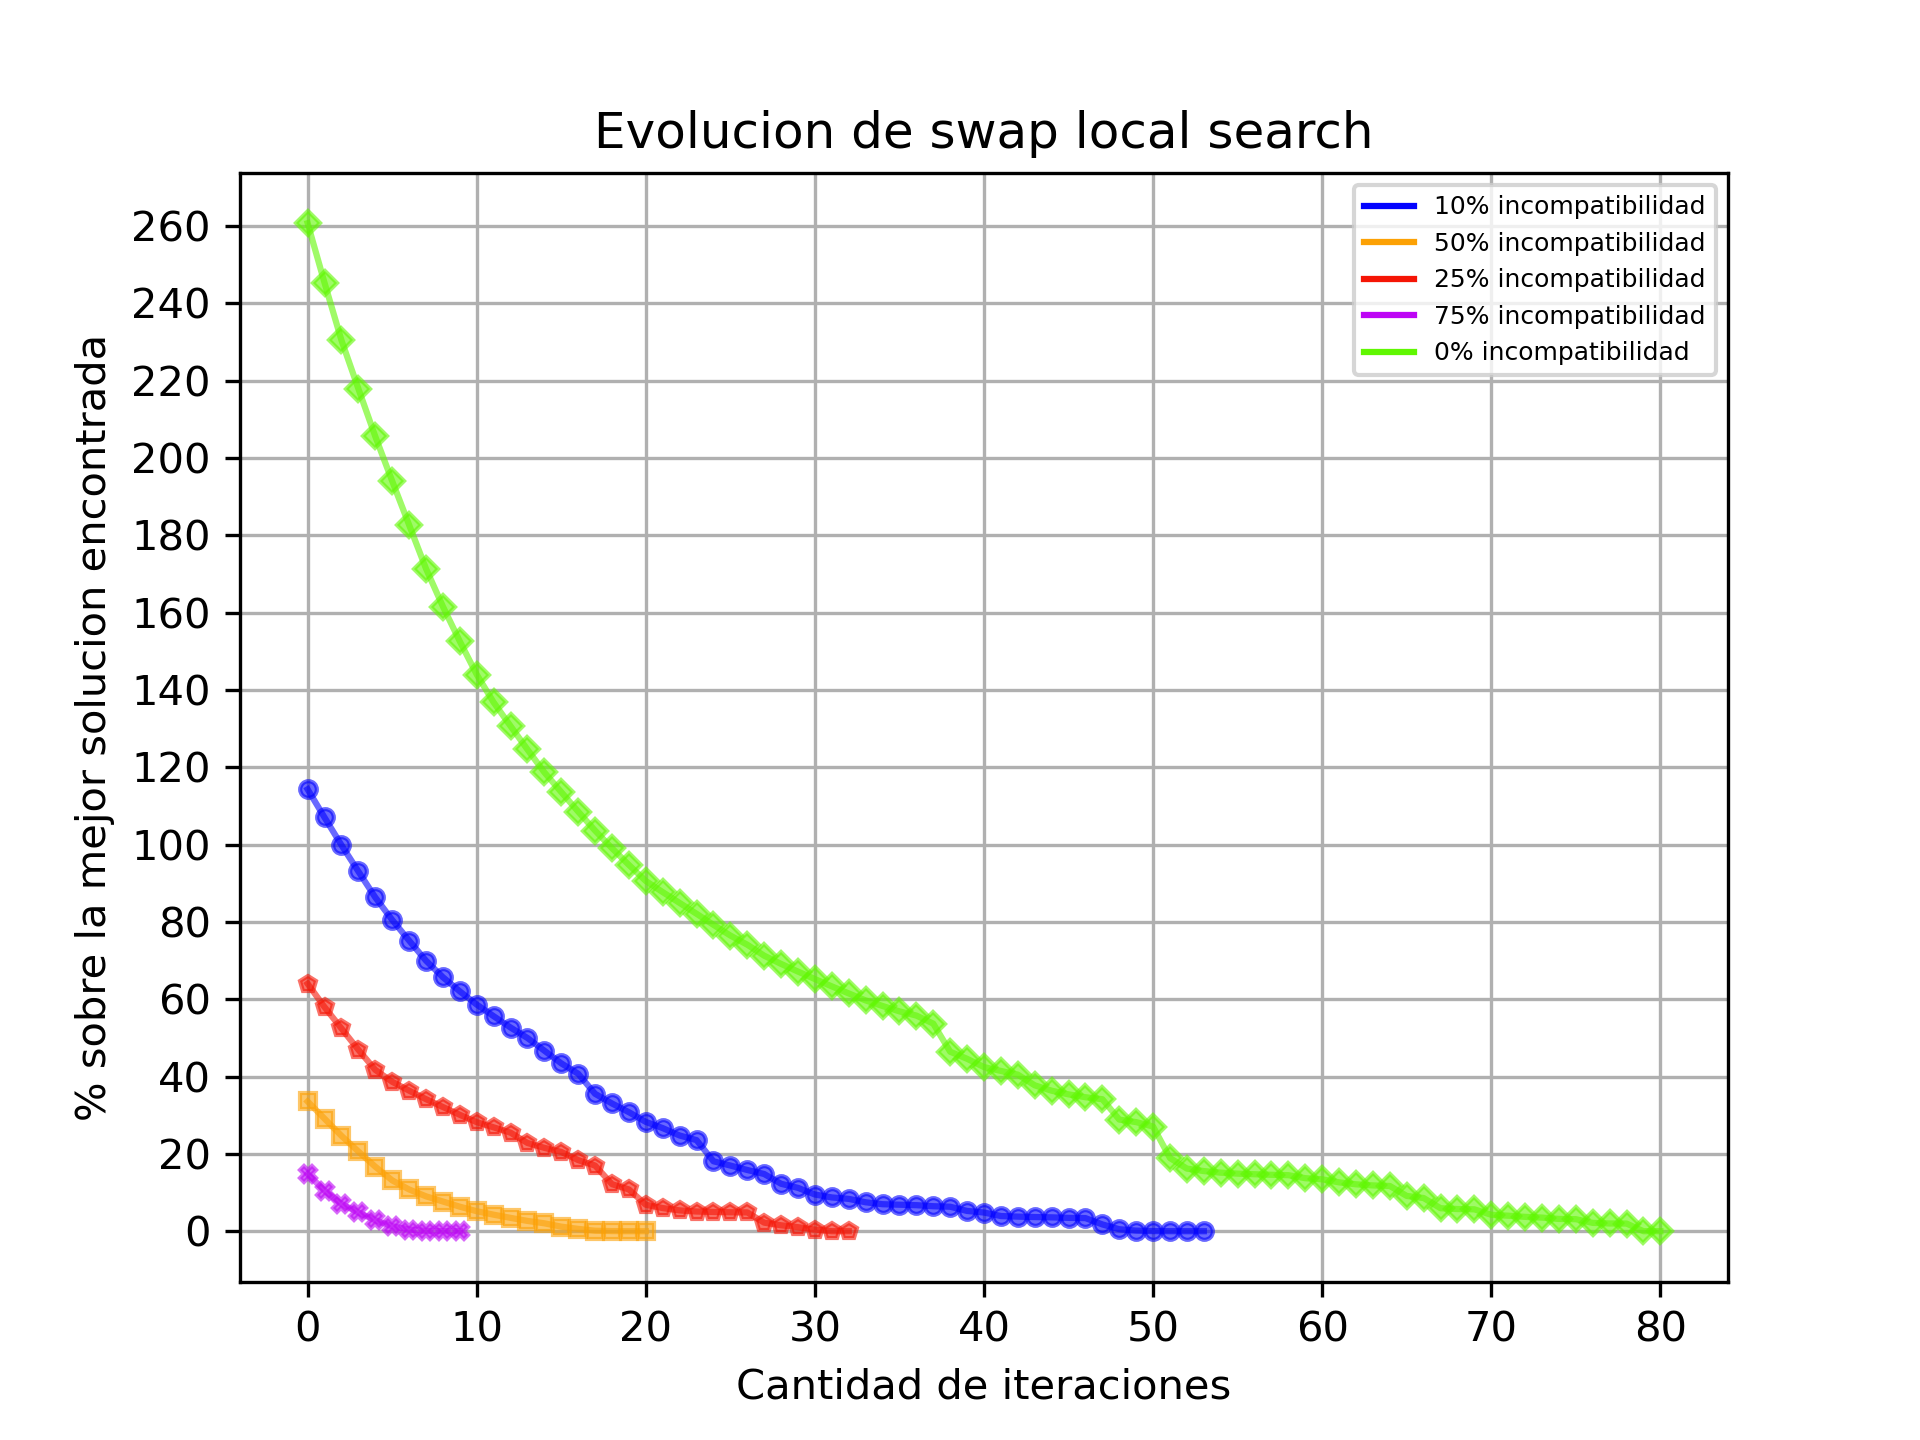 Evolucion de swap local search
10% incompatibilidad
50% incompatibilidad
25% incompatibilidad
75% incompatibilidad
0% incompatibilidad
% sobre la mejor solucion encontrada
260
240
220
200
180
160
140
120
100
80
60
40
20
0
0 10 20 30 40 50 60 70 80
Cantidad de iteraciones